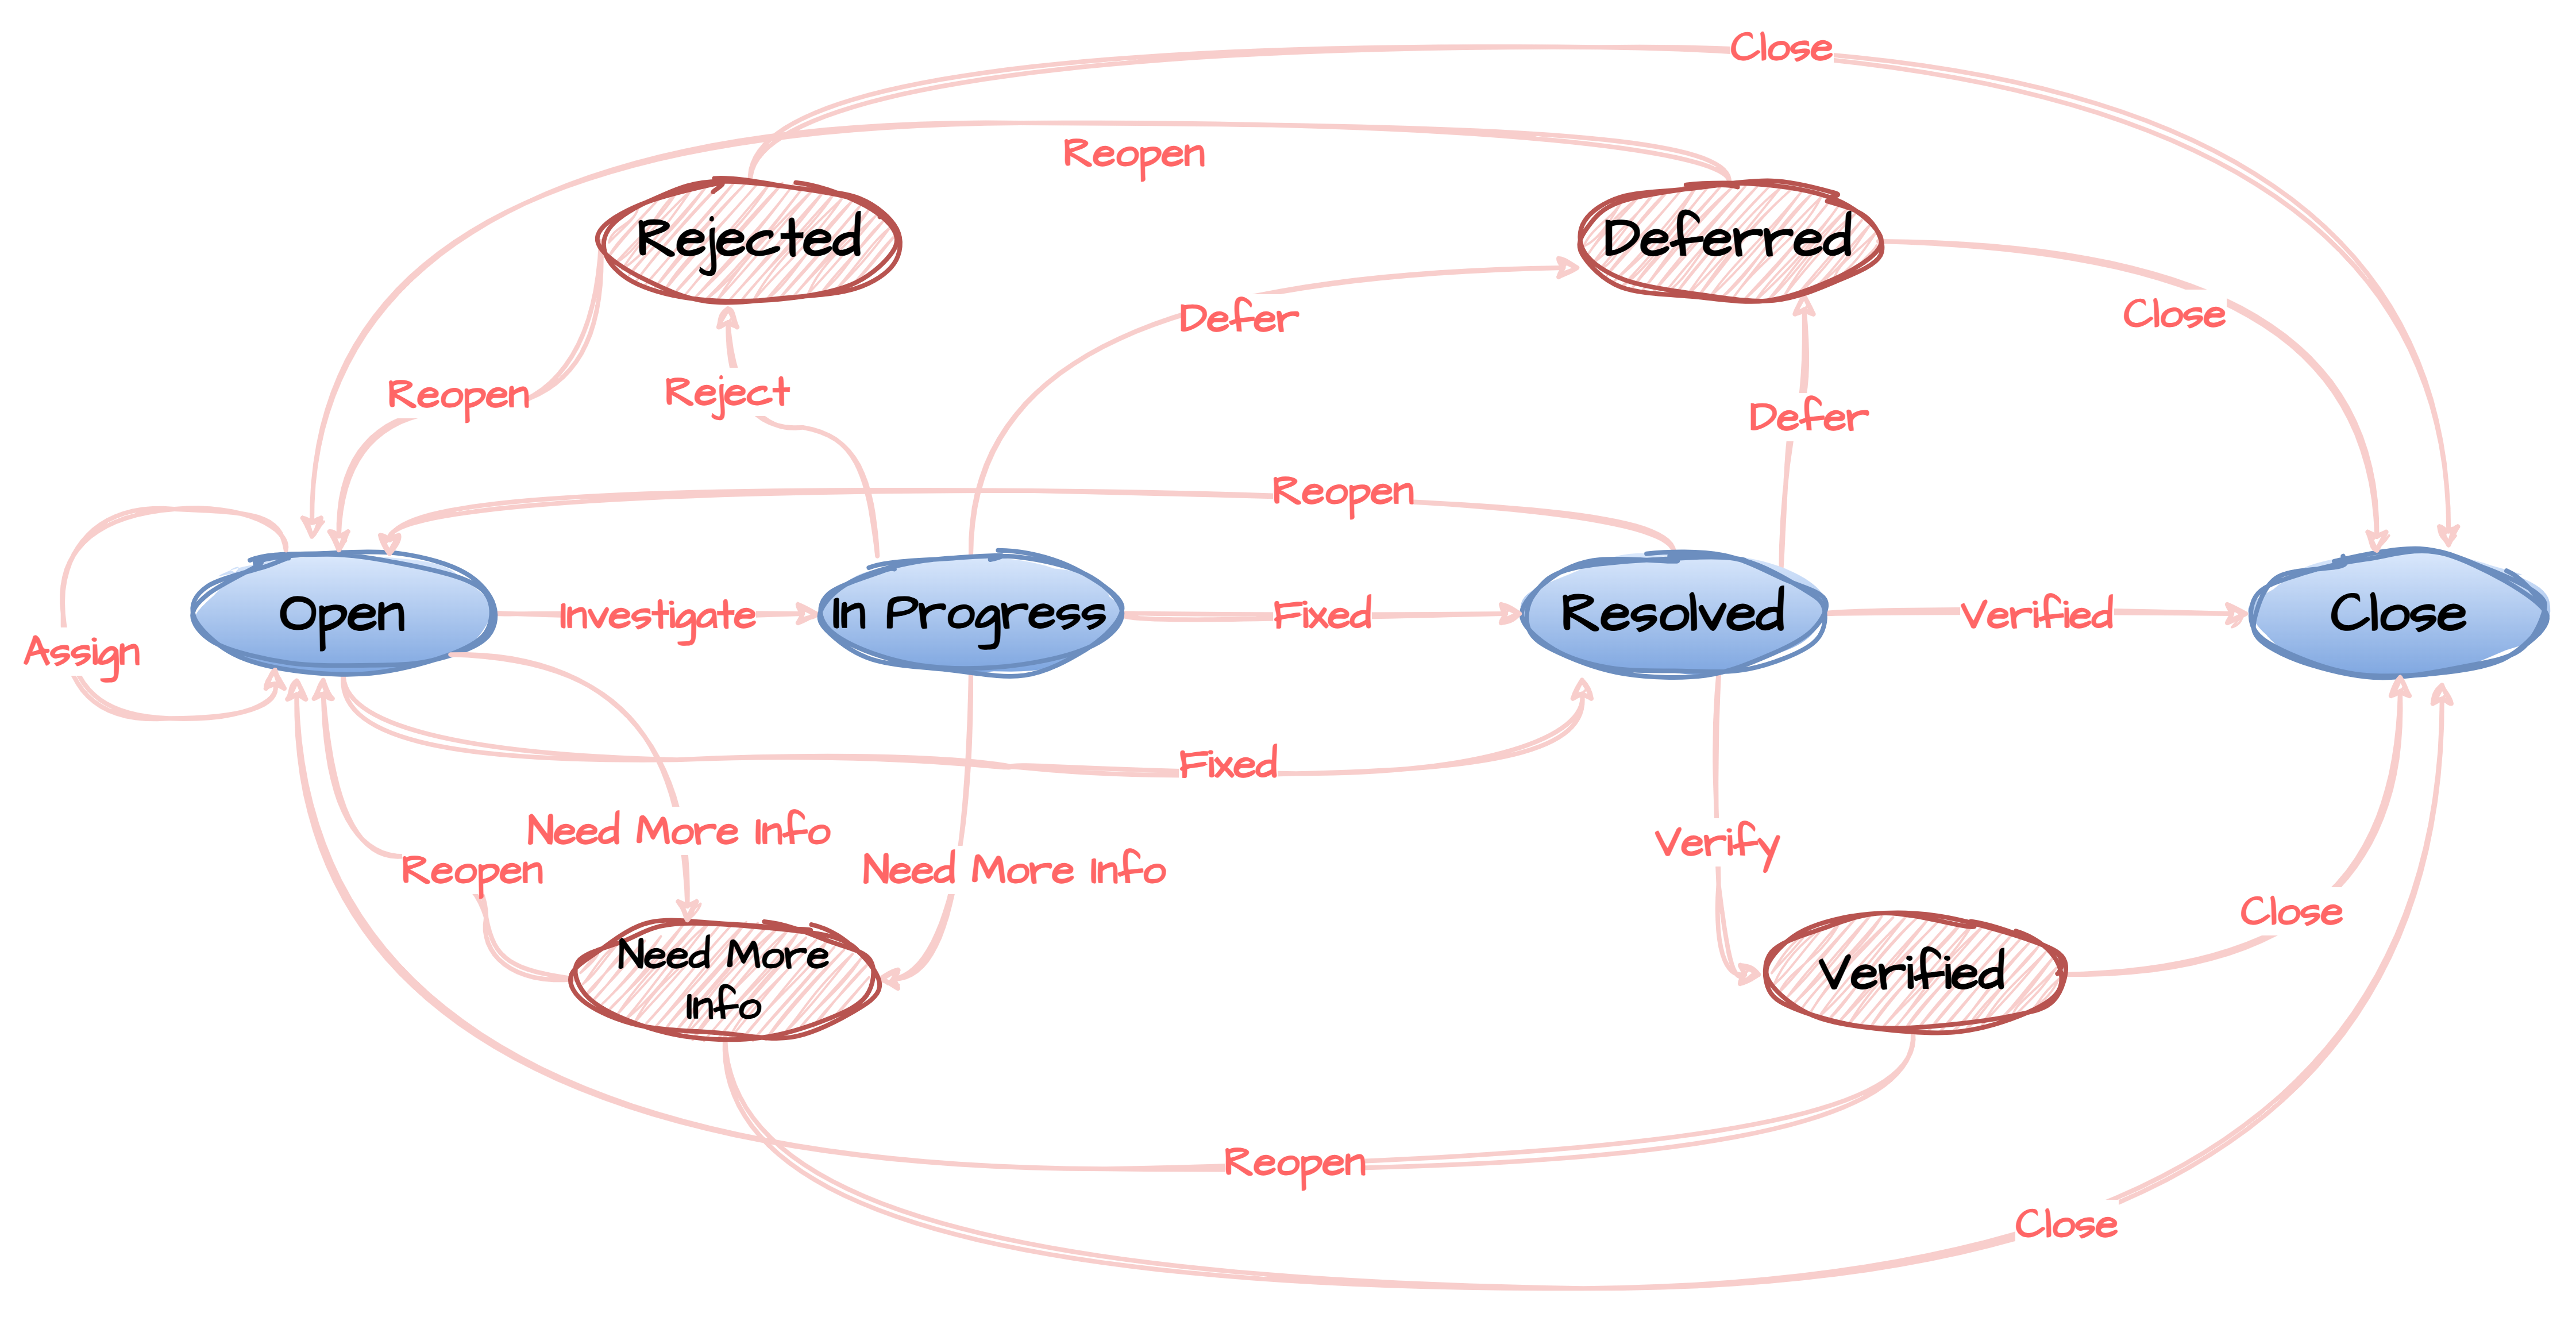 Close
Reopen
Rejected
Deferred
Defer
Close
Reopen
Reject
Defer
Reopen
Assign
Open
Investigate
In Progress
Fixed
Resolved
Verified
Close
Fixed
Need More Info
Reopen
Need More Info
Verify
Close
Need More
Info
Verified
Reopen
Close